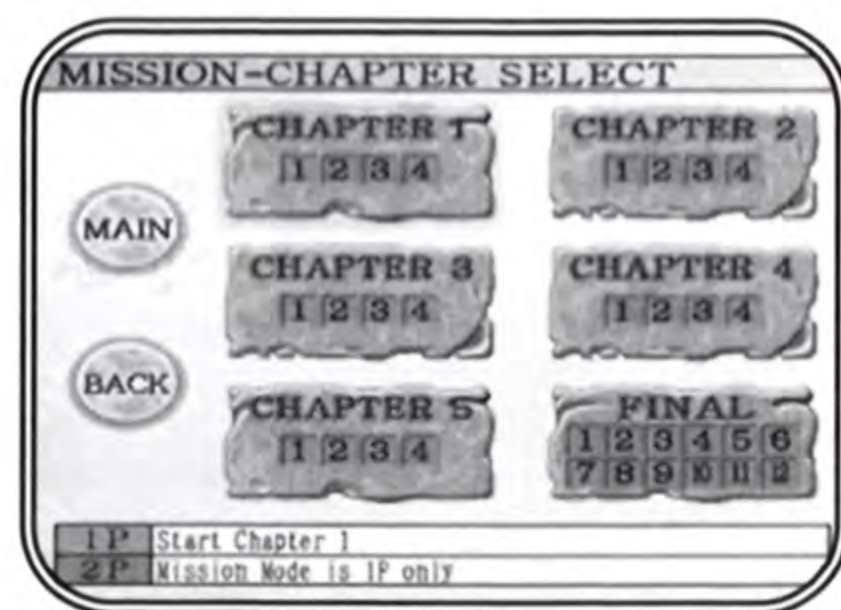 MISSION-CHAPTER SELECT
CHAPTER 1
1 2 3 4
CHAPTER 2
1 2 3 4
MAIN
CHAPTER 3
1 2 3 4
CHAPTER 4
1 2 3 4
BACK
CHAPTER 5
1 2 3 4
FINAL
1 2 3 4 5 6
7 8 9 10 11 12
1P Start Chapter 1
2P Mission Mode is 1P only